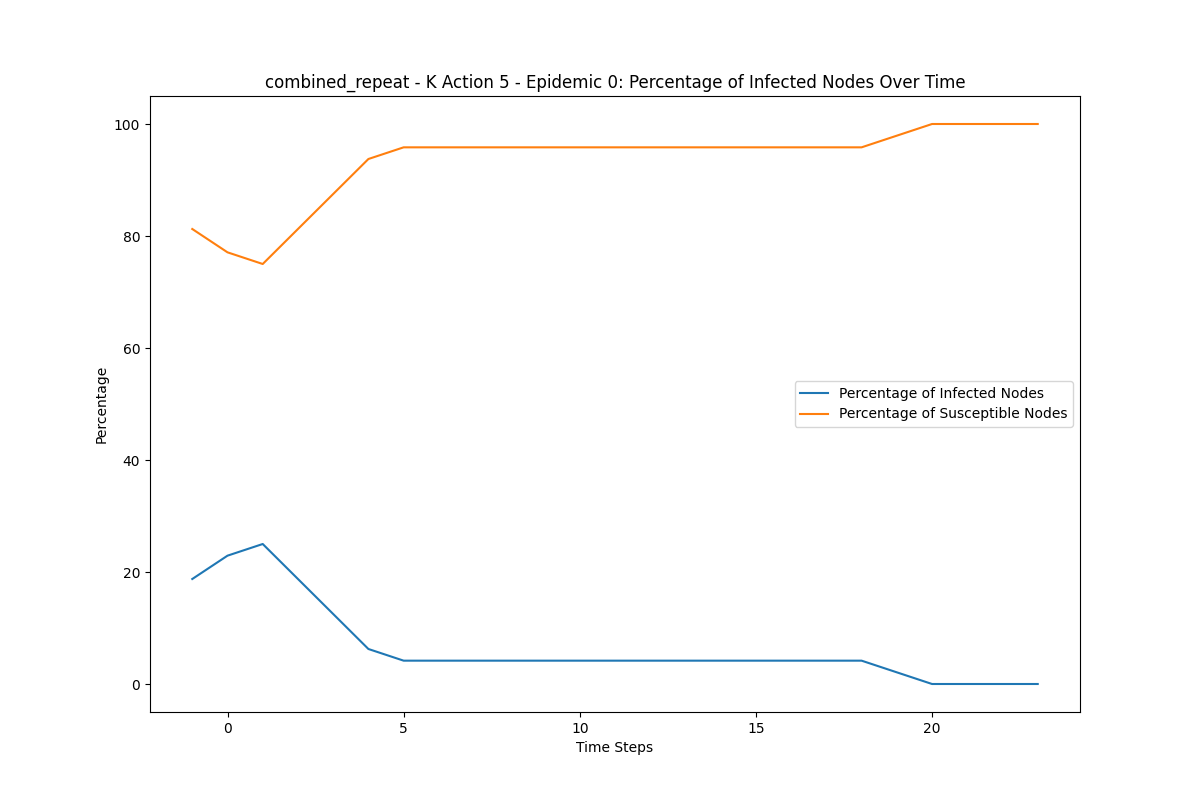 combined_repeat - K Action 5 - Epidemic 0: Percentage of Infected Nodes Over Time
100
80
60
40
20
0
Percentage
Percentage of Infected Nodes
Percentage of Susceptible Nodes
0 5 10 15 20
Time Steps